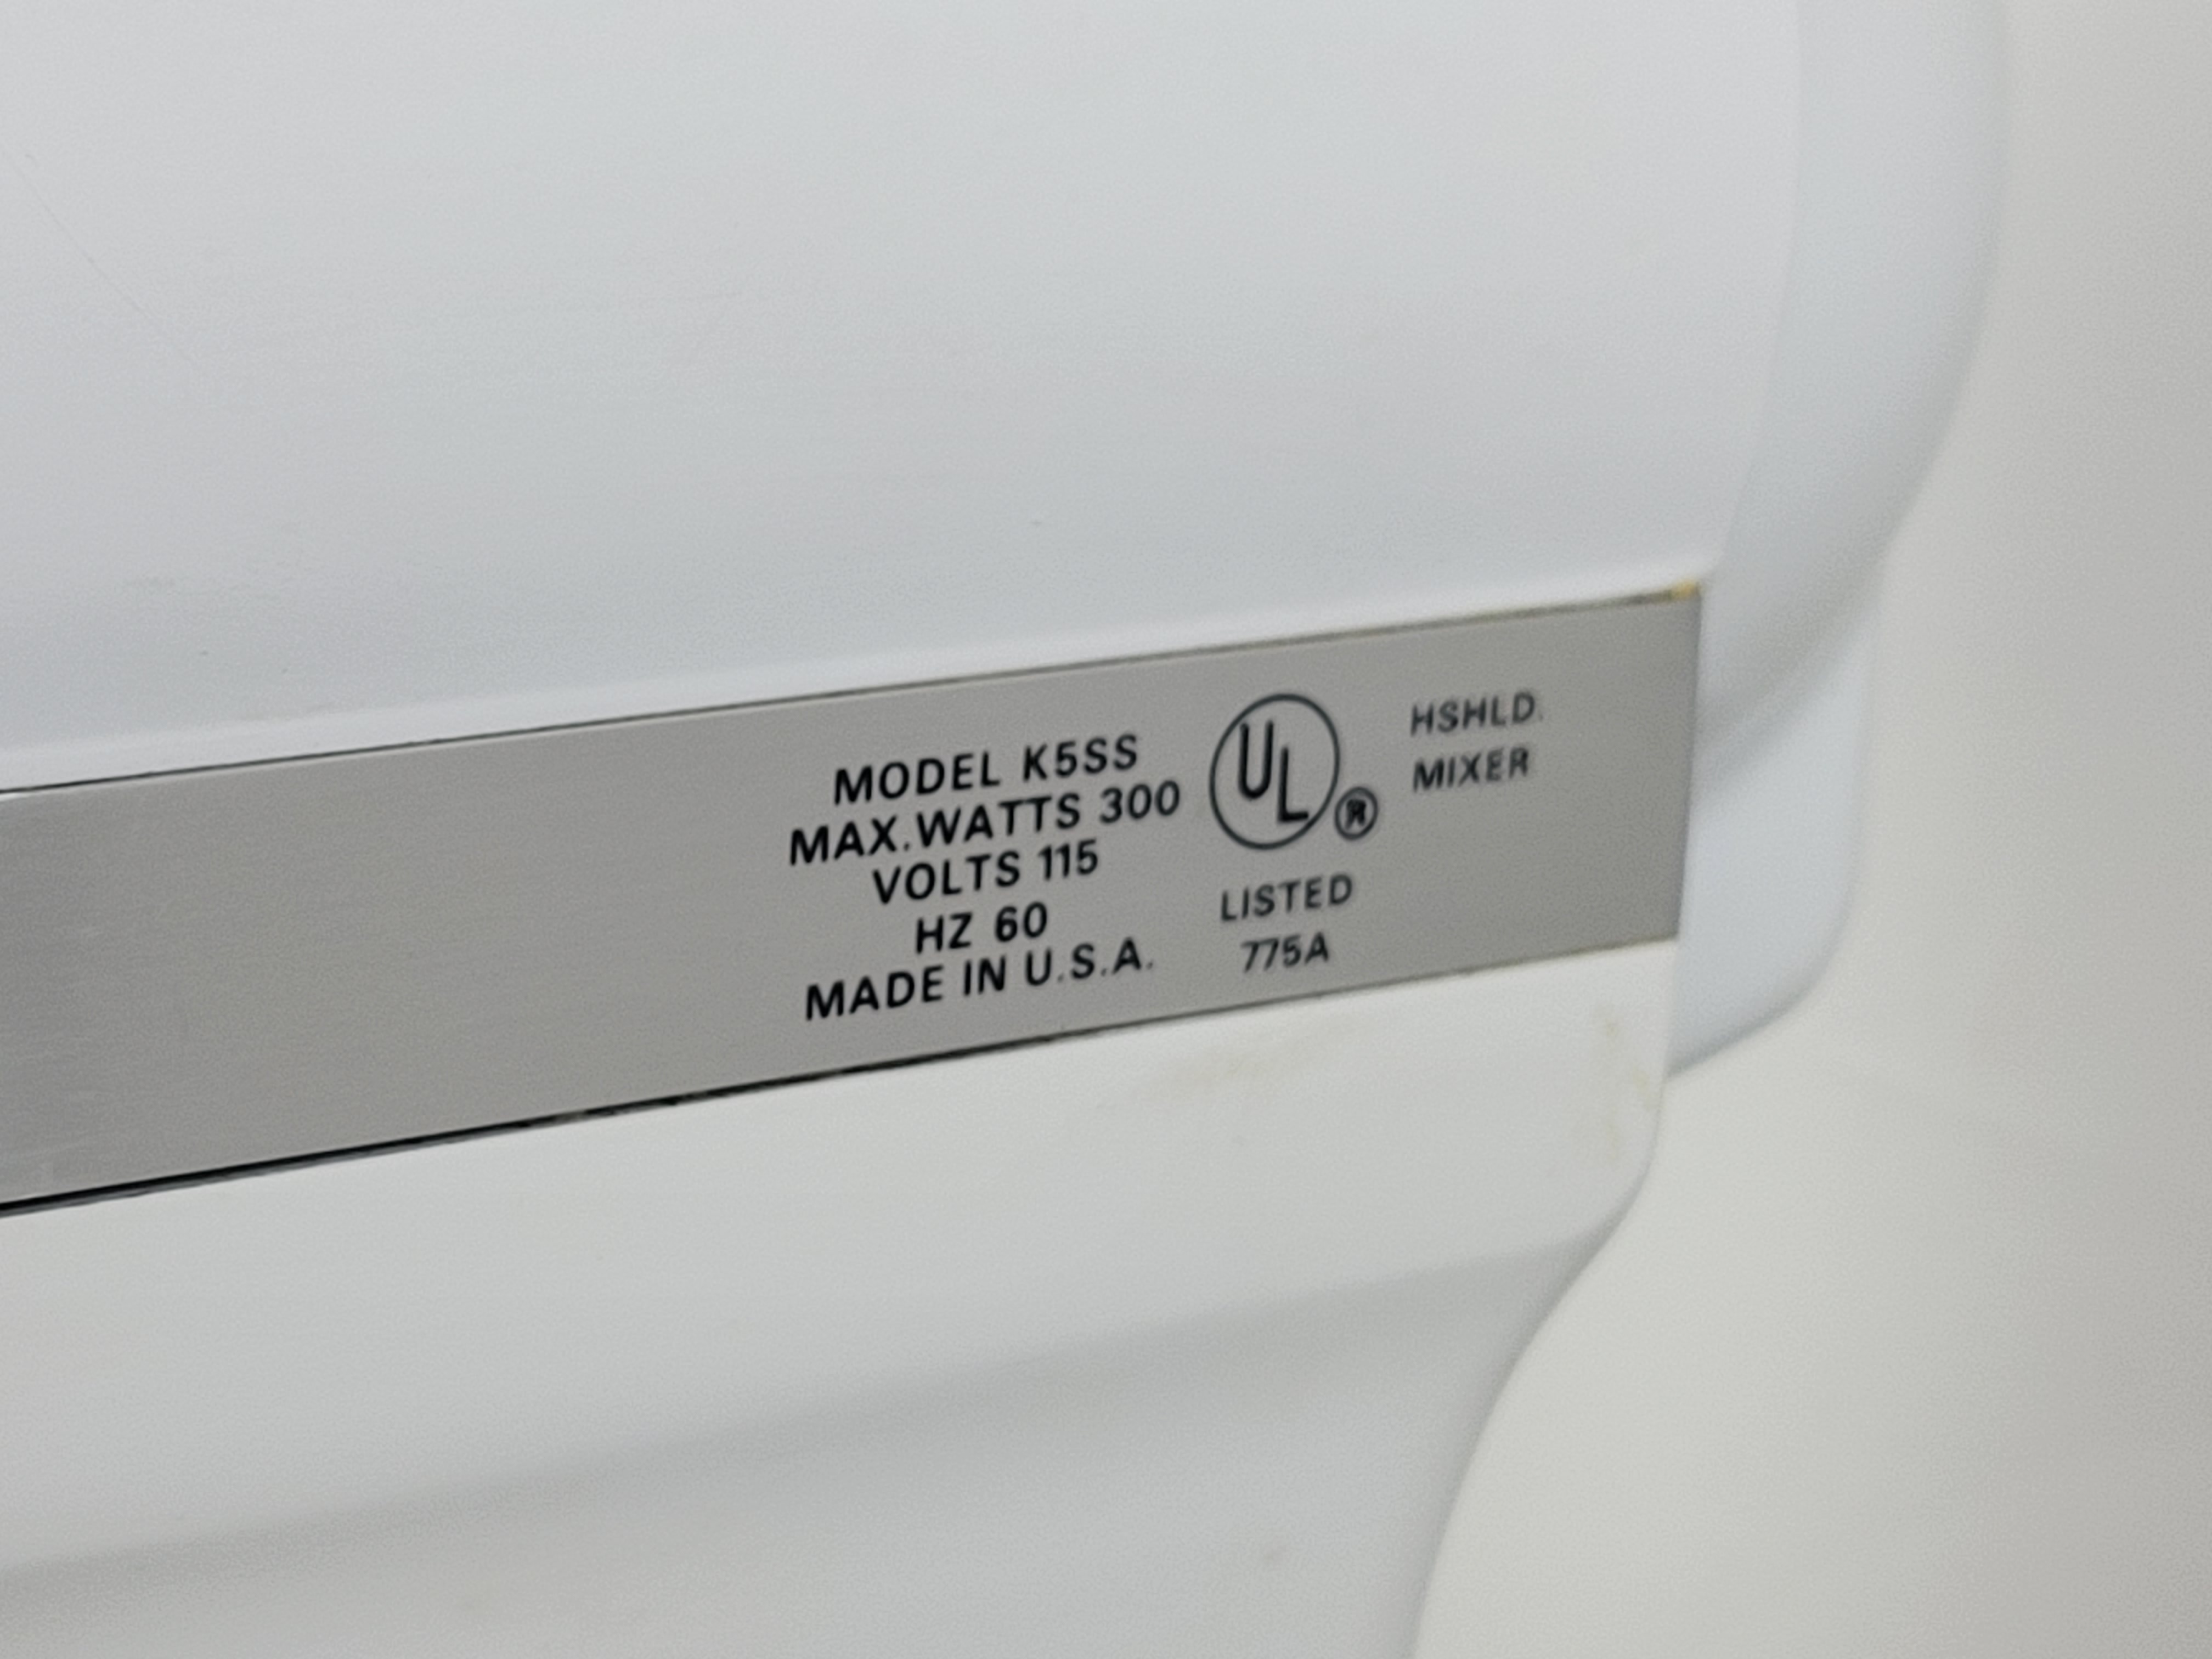 MODEL K5SS
MAX.WATTS 300
VOLTS 115
HZ 60
MADE IN U.S.A.
UL®
LISTED
775A
HSHLD.
MIXER